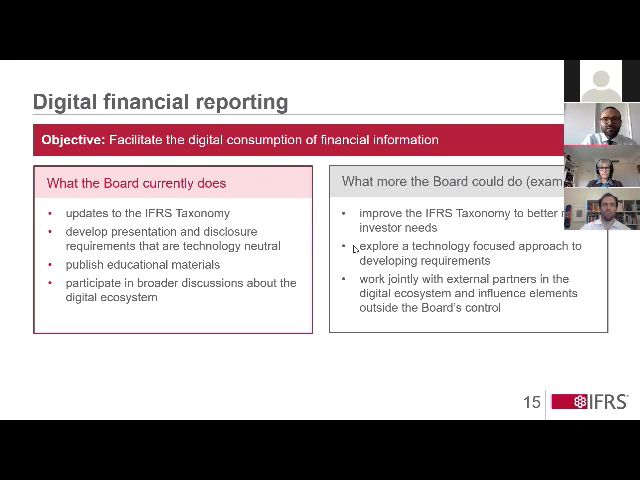 Digital financial reporting
Objective: Facilitate the digital consumption of financial information
What the Board currently does
• updates to the IFRS Taxonomy
• develop presentation and disclosure
requirements that are technology neutral
• publish educational materials
• participate in broader discussions about the
digital ecosystem
What more the Board could do (exam
• improve the IFRS Taxonomy to better
investor needs
• explore a technology focused approach to
developing requirements
• work jointly with external partners in the
digital ecosystem and influence elements
outside the Board's control
15
IFRS